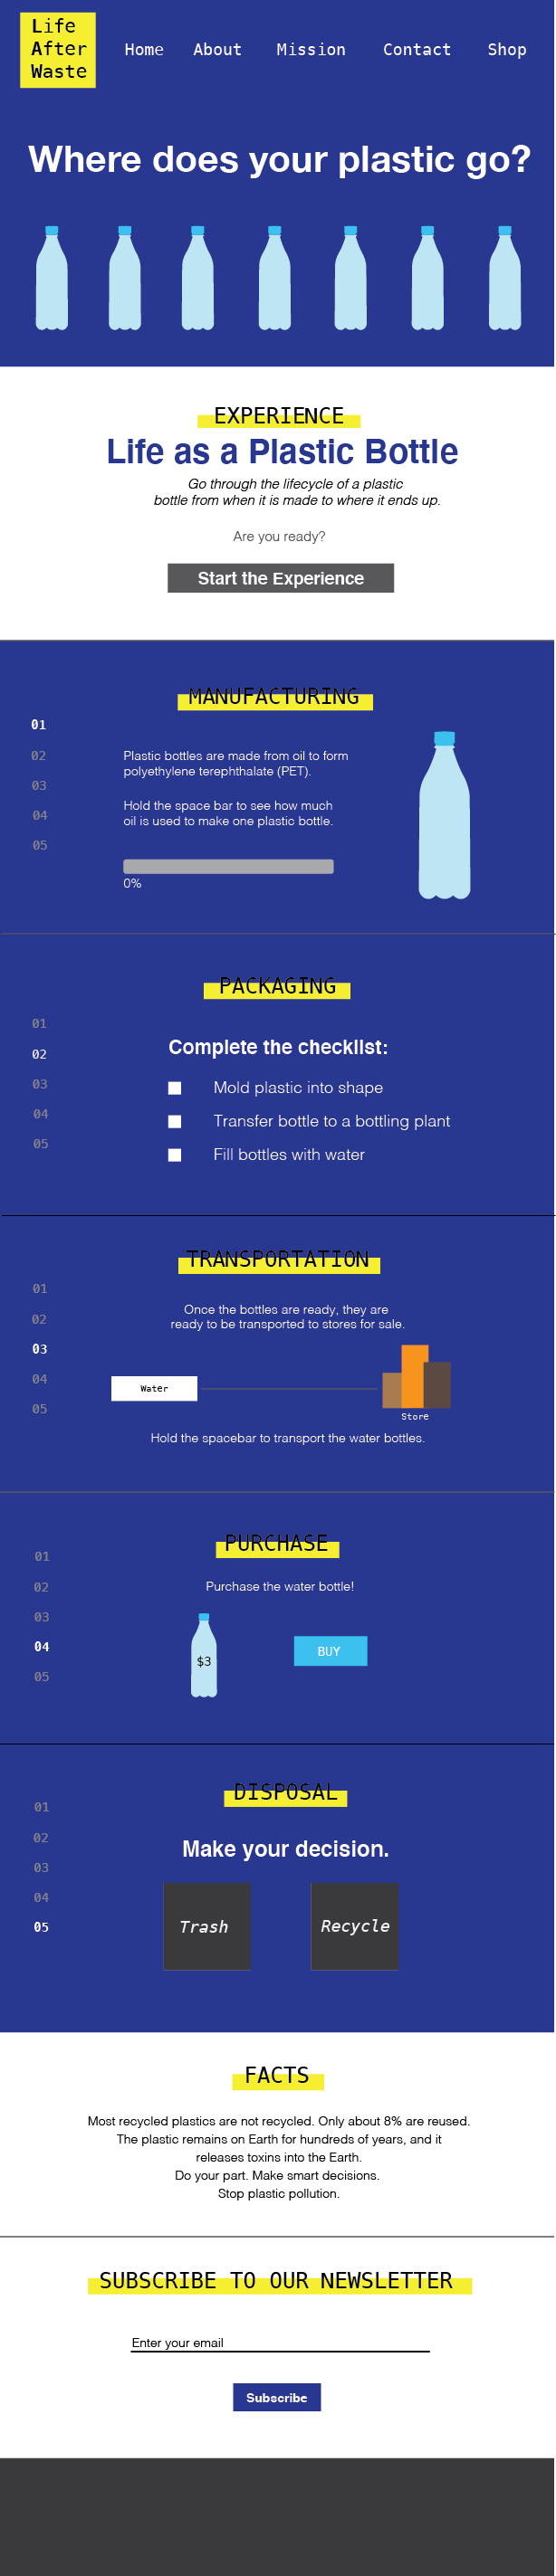 Life
After
Waste
Home About Mission Contact Shop
Where does your plastic go?
EXPERIENCE
Life as a Plastic Bottle
Go through the lifecycle of a plastic
bottle from when it is made to where it ends up.
Are you ready?
Start the Experience
MANUFACTURING
01
02
03
04
05
Plastic bottles are made from oil to form
polyethylene terephthalate (PET).
Hold the space bar to see how much
oil is used to make one plastic bottle.
0%
PACKAGING
01
02
03
04
05
Complete the checklist:
Mold plastic into shape
Transfer bottle to a bottling plant
Fill bottles with water
TRANSPORTATION
01
02
03
04
05
Once the bottles are ready, they are
ready to be transported to stores for sale.
Water
Store
Hold the spacebar to transport the water bottles.
PURCHASE
01
02
03
04
05
Purchase the water bottle!
$3
BUY
DISPOSAL
01
02
03
04
05
Make your decision.
Trash
Recycle
FACTS
Most recycled plastics are not recycled. Only about 8% are reused.
The plastic remains on Earth for hundreds of years, and it
releases toxins into the Earth.
Do your part. Make smart decisions.
Stop plastic pollution.
SUBSCRIBE TO OUR NEWSLETTER
Enter your email
Subscribe